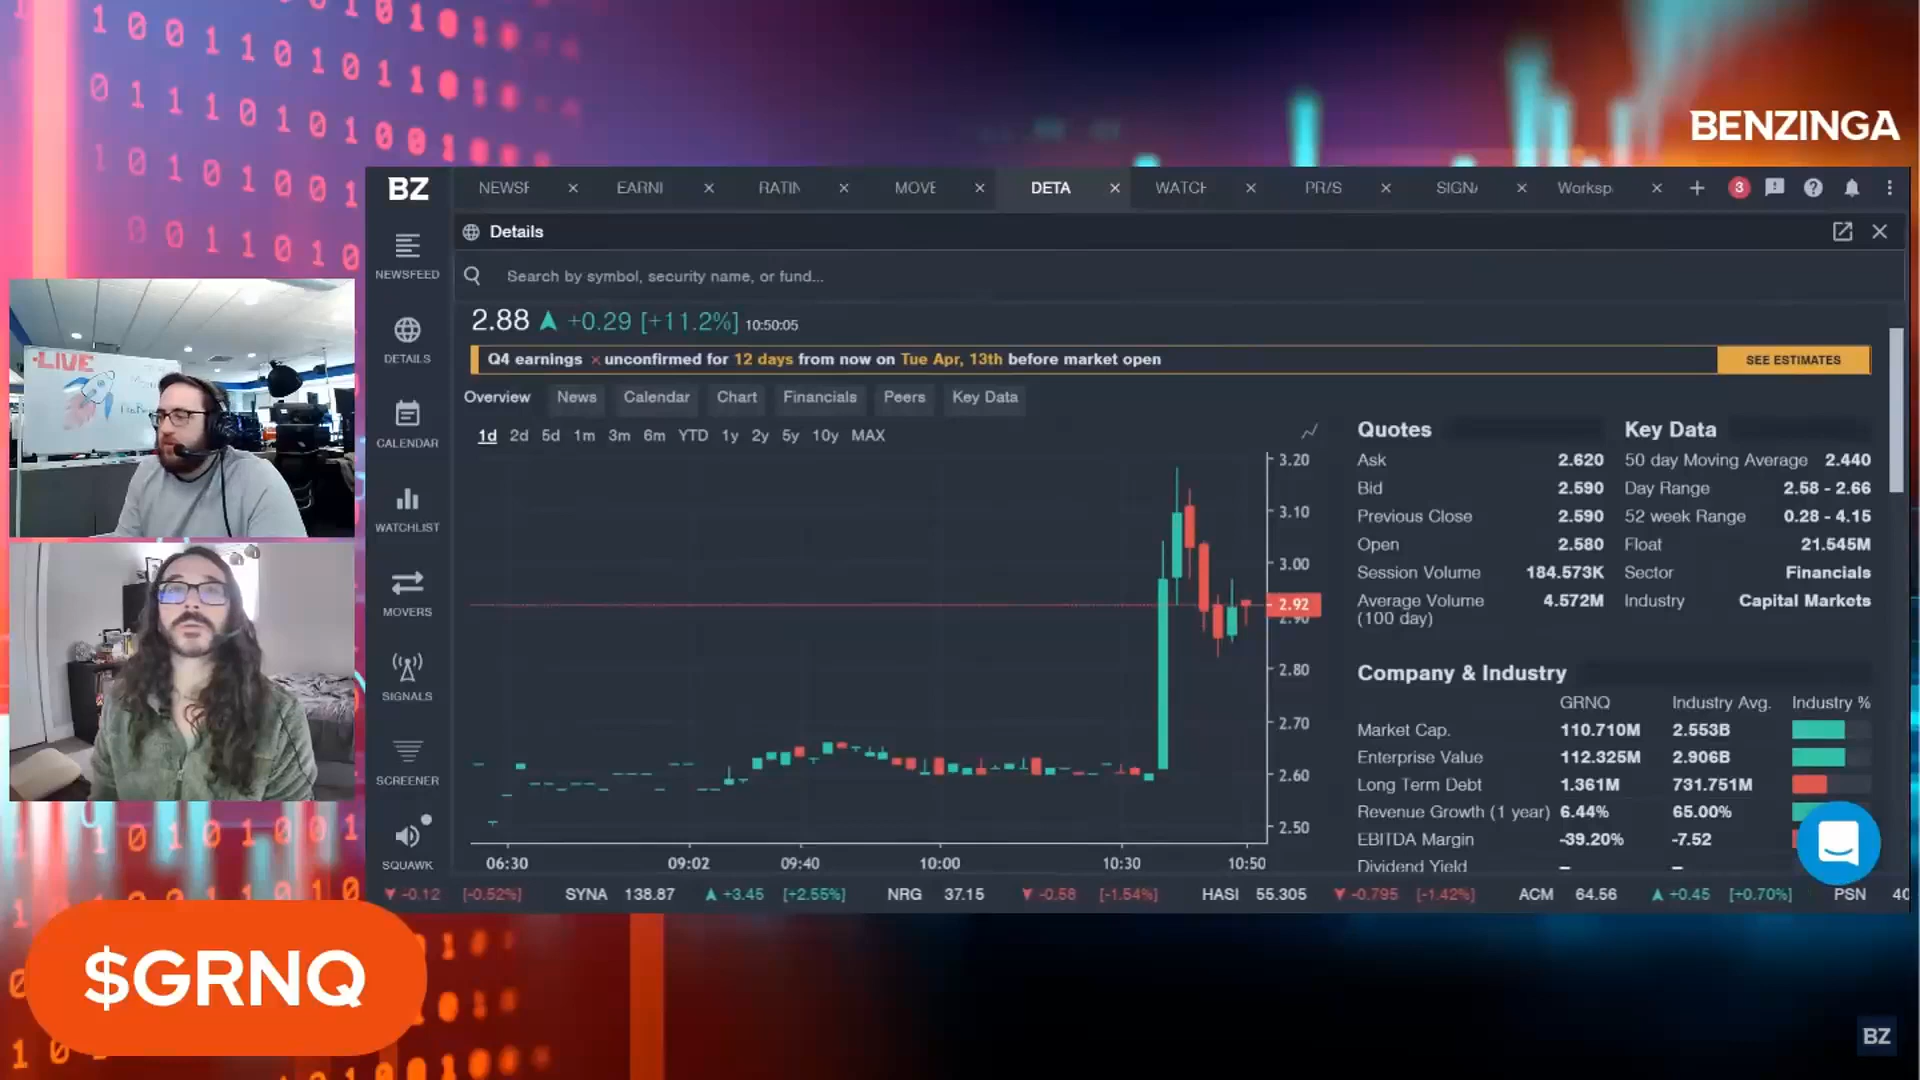 BENZINGA
BZ
NEWSF
EARNI
RATIN
MOVE
DETA
WATCH
PR/S
SIGNA
Worksp
3
Details
Search by symbol, security name, or fund...
2.88 +0.29 [+11.2%] 10:50:05
Q4 earnings × unconfirmed for 12 days from now on Tue Apr, 13th before market open
SEE ESTIMATES
Overview News Calendar Chart Financials Peers Key Data
1d 2d 5d 1m 3m 6m YTD 1y 2y 5y 10y MAX
NEWSFEED
DETAILS
CALENDAR
WATCHLIST
MOVERS
SIGNALS
SCREENER
SQUAWK
LIVE
3.20
3.10
3.00
2.92
2.90
2.80
2.70
2.60
2.50
06:30 09:02 09:40 10:00 10:30 10:50
Quotes
Ask 2.620
Bid 2.590
Previous Close 2.590
Open 2.580
Session Volume 184.573K
Average Volume 4.572M
(100 day)
Key Data
50 day Moving Average 2.440
Day Range 2.58 - 2.66
52 week Range 0.28 - 4.15
Float 21.545M
Sector Financials
Industry Capital Markets
Company & Industry
GRNQ Industry Avg. Industry %
Market Cap. 110.710M 2.553B
Enterprise Value 112.325M 2.906B
Long Term Debt 1.361M 731.751M
Revenue Growth (1 year) 6.44% 65.00%
EBITDA Margin -39.20% -7.52
Dividend Yield – –
-0.12 [-0.52%] SYNA 138.87 +3.45 [+2.55%] NRG 37.15 -0.58 [-1.54%] HASI 55.305 -0.795 [-1.42%] ACM 64.56 +0.45 [+0.70%] PSN 40
$GRNQ
BZ